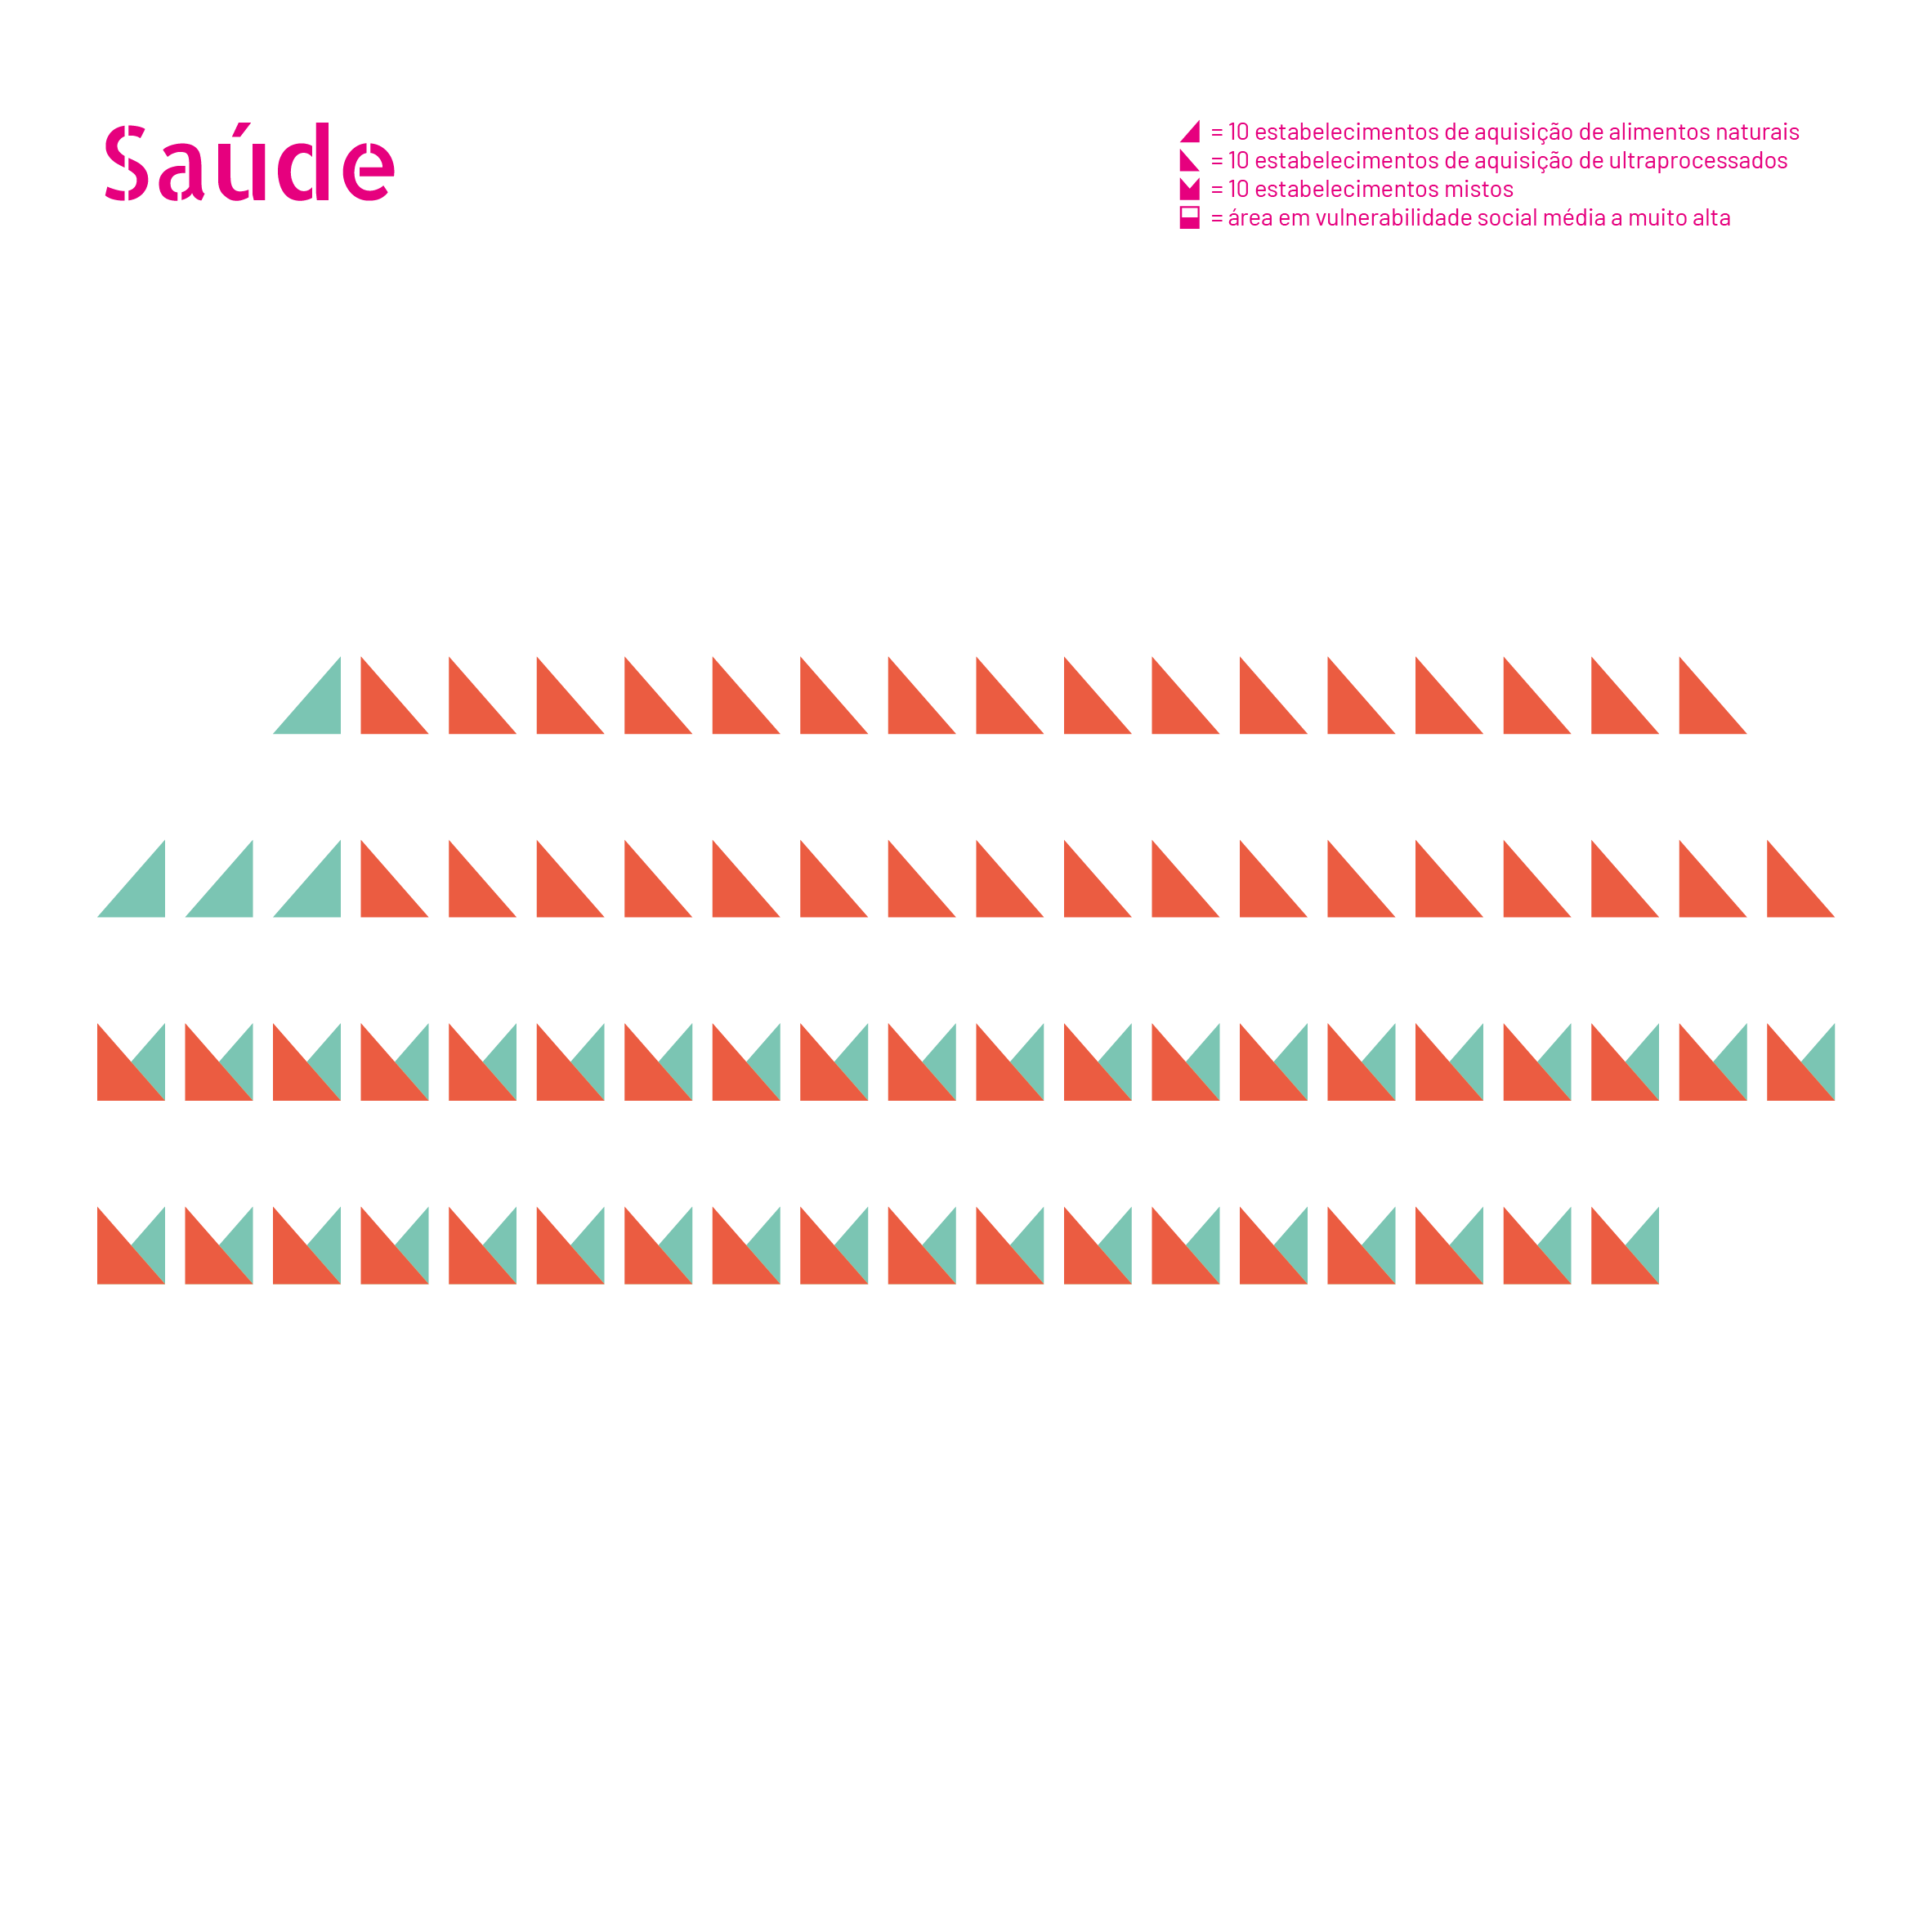 Saúde
= 10 estabelecimentos de aquisição de alimentos naturais
= 10 estabelecimentos de aquisição de ultraprocessados
= 10 estabelecimentos mistos
= área em vulnerabilidade social média a muito alta